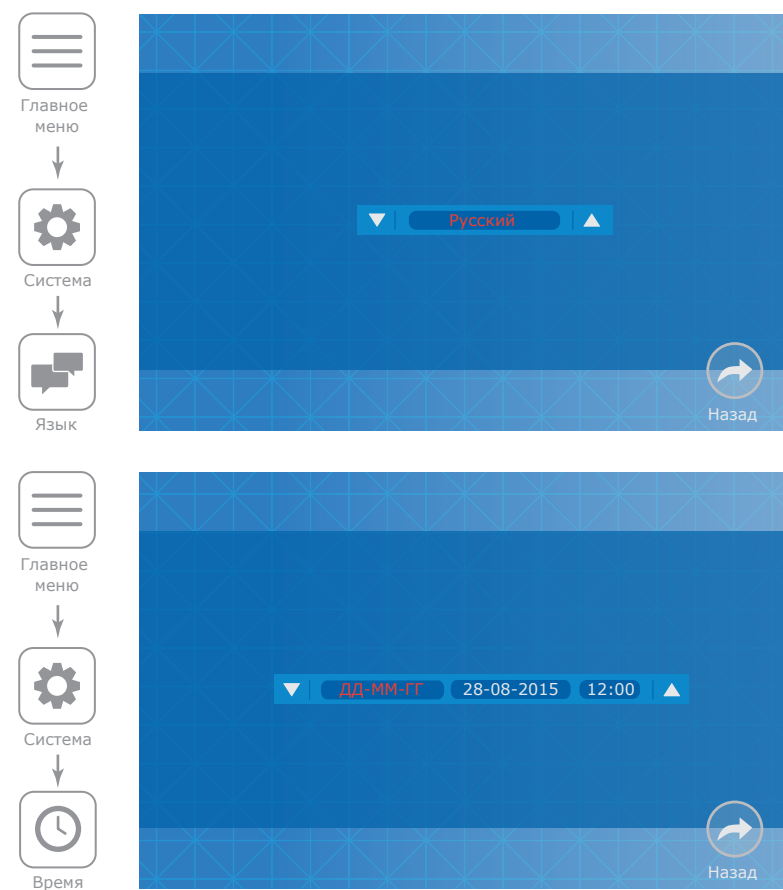 Главное
меню
Система
Язык
Русский
Назад
Главное
меню
Система
Время
ДД-ММ-ГГ 28-08-2015 12:00
Назад